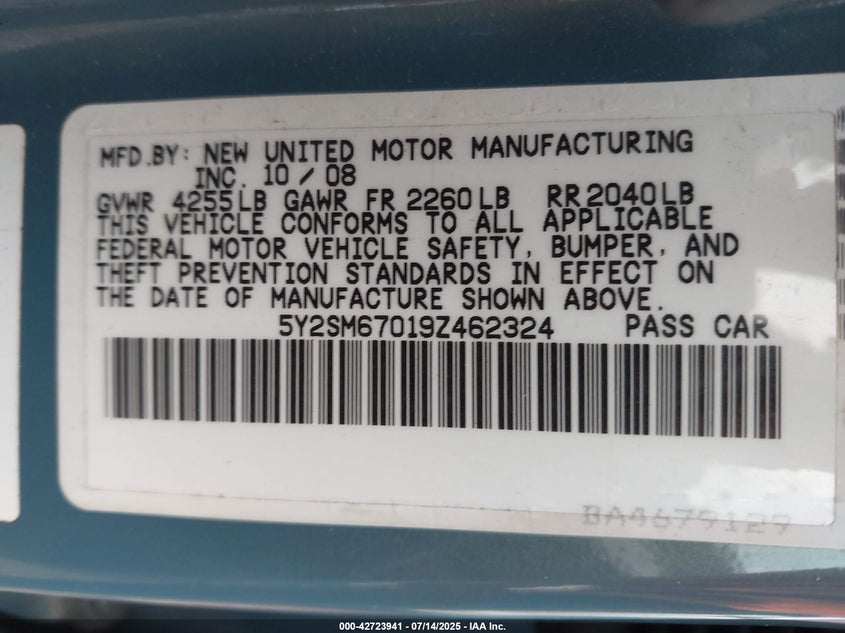 MFD.BY: NEW UNITED MOTOR MANUFACTURING
INC. 10 / 08
GVWR 4255LB GAWR FR 2260LB RR2040LB
THIS VEHICLE CONFORMS TO ALL APPLICABLE
FEDERAL MOTOR VEHICLE SAFETY, BUMPER, AND
THEFT PREVENTION STANDARDS IN EFFECT ON
THE DATE OF MANUFACTURE SHOWN ABOVE.
5Y2SM67019Z462324 PASS CAR
BA4679129
000-42723941 - 07/14/2025 - IAA Inc.